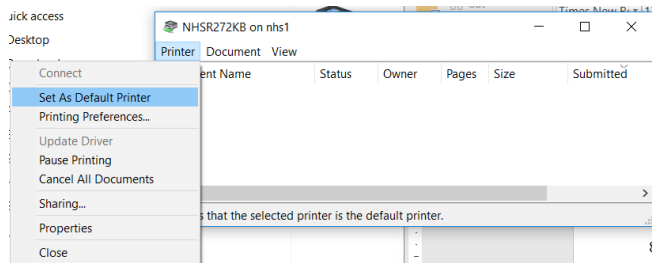 uick access
Desktop
Times New R
NHSR272KB on nhs1
Printer Document View
ent Name Status Owner Pages Size Submitted
Connect
Set As Default Printer
Printing Preferences...
Update Driver
Pause Printing
Cancel All Documents
Sharing...
Properties
Close
s that the selected printer is the default printer.